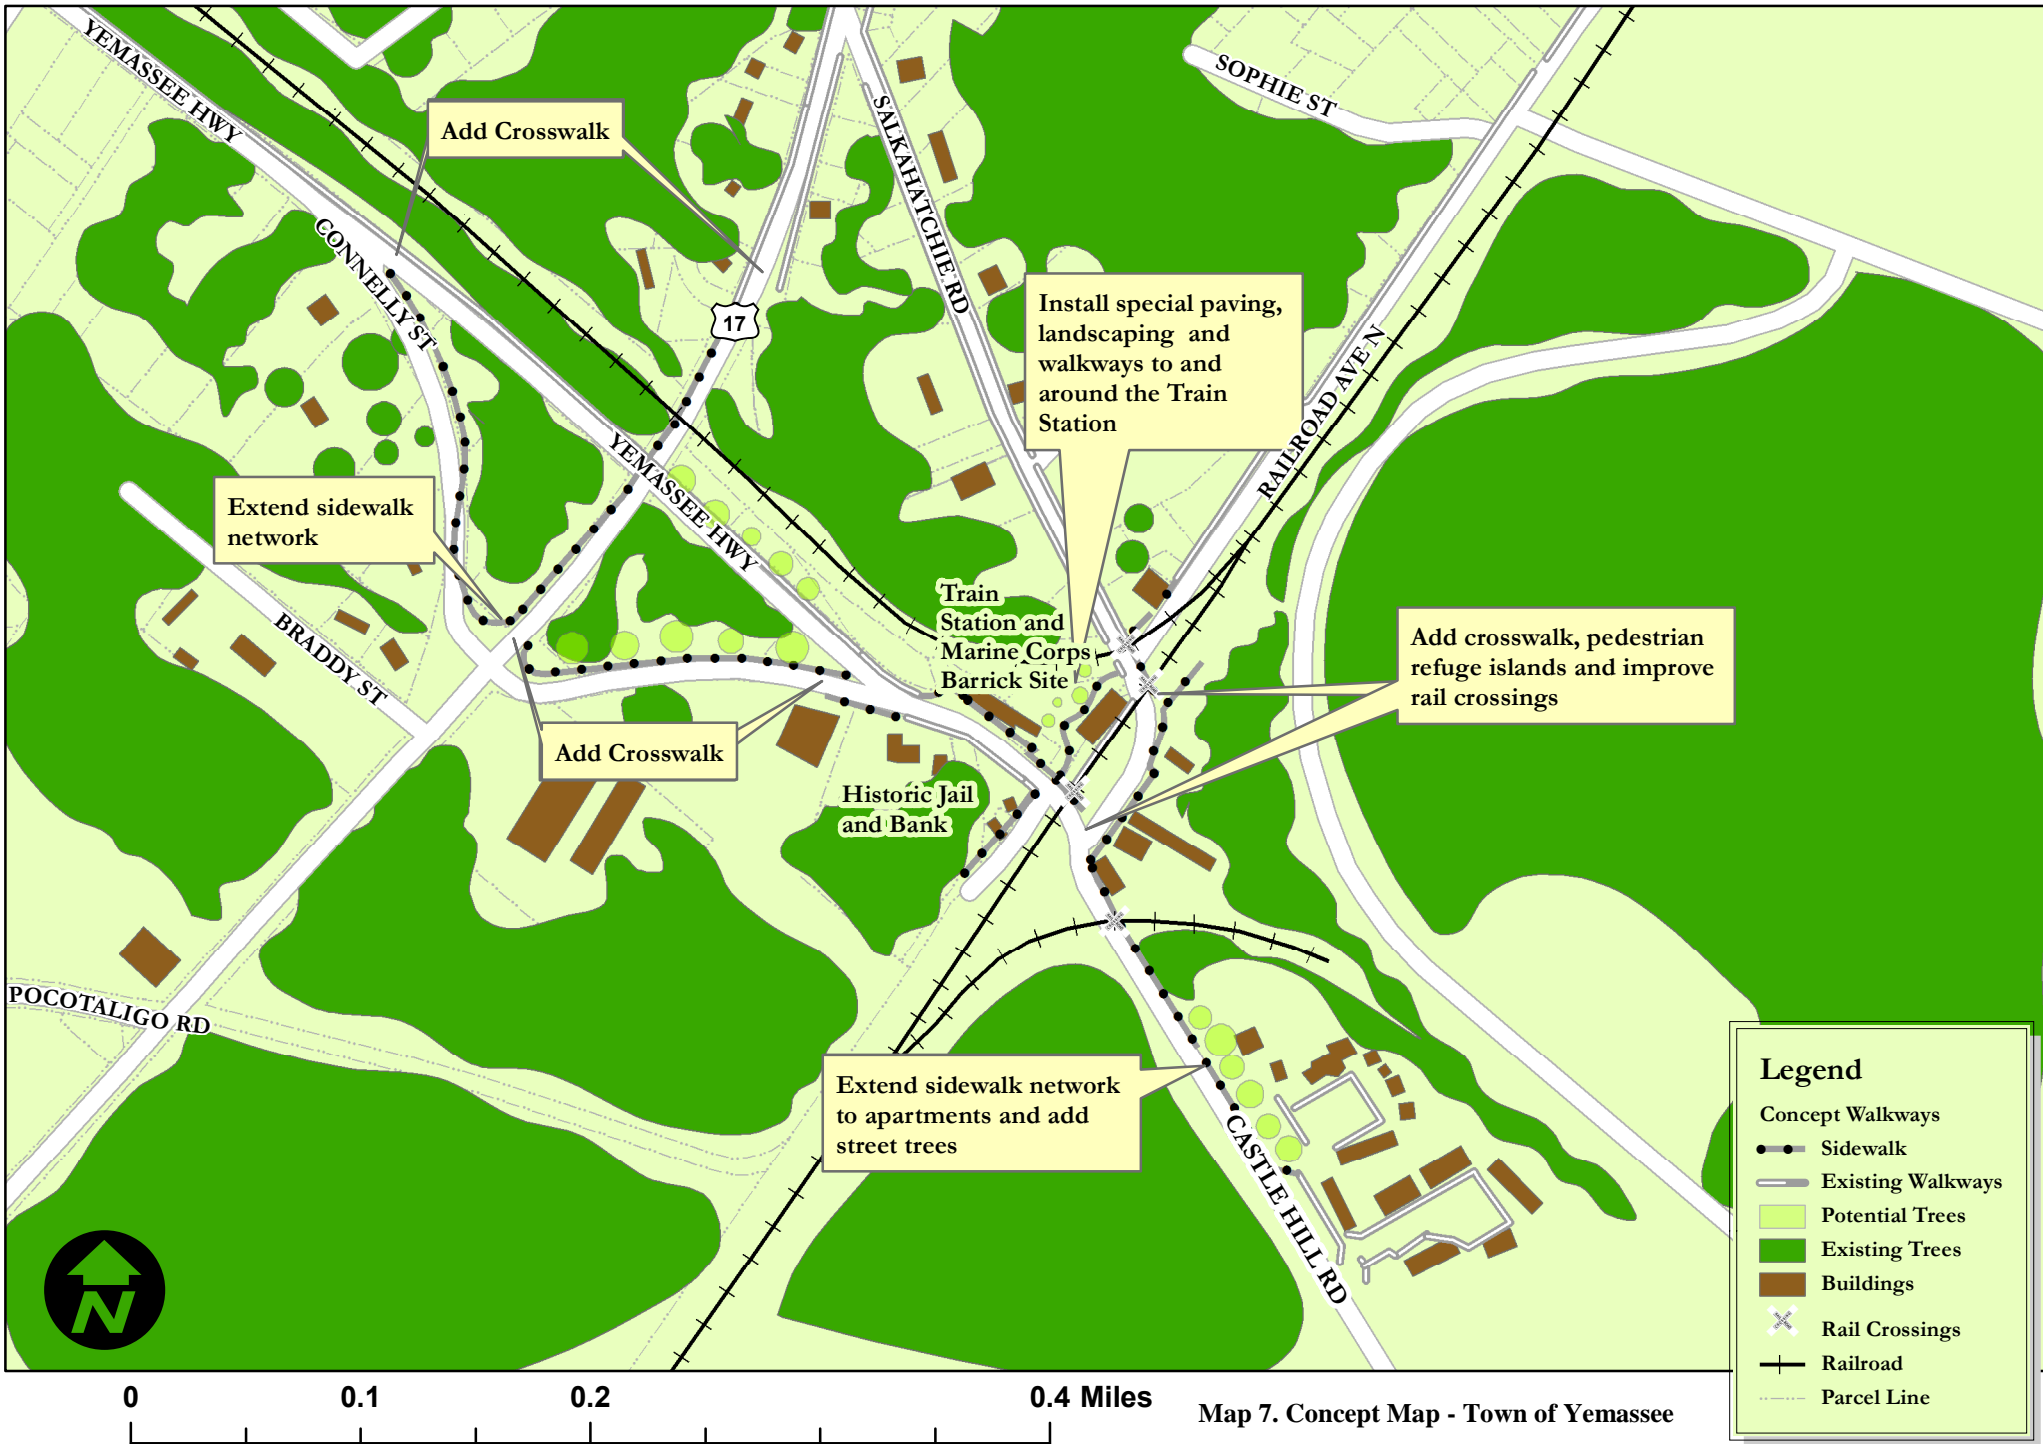 YEMASSEE HWY
Add Crosswalk
SALKAHATCHIE RD
SOPHIE ST
CONNELLY ST
17
Install special paving,
landscaping and
walkways to and
around the Train
Station
RAILROAD AVE N
YEMASSEE HWY
Extend sidewalk
network
BRADDY ST
Train
Station and
Marine Corps
Barrick Site
Add crosswalk, pedestrian
refuge islands and improve
rail crossings
Add Crosswalk
Historic Jail
and Bank
POCOTALIGO RD
Extend sidewalk network
to apartments and add
street trees
CASTLE HILL RD
N
Legend
Concept Walkways
Sidewalk
Existing Walkways
Potential Trees
Existing Trees
Buildings
Rail Crossings
Railroad
Parcel Line
0 0.1 0.2 0.4 Miles
Map 7. Concept Map - Town of Yemassee